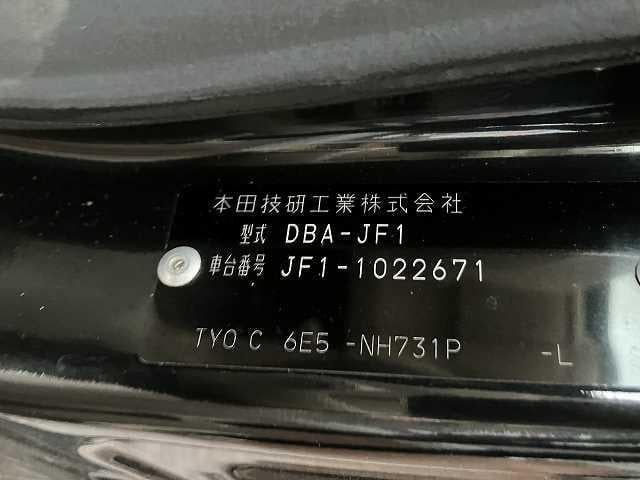 本田技研工業株式会社
型式 DBA-JF1
車台番号 JF1-1022671
TYO C 6E5 -NH731P -L